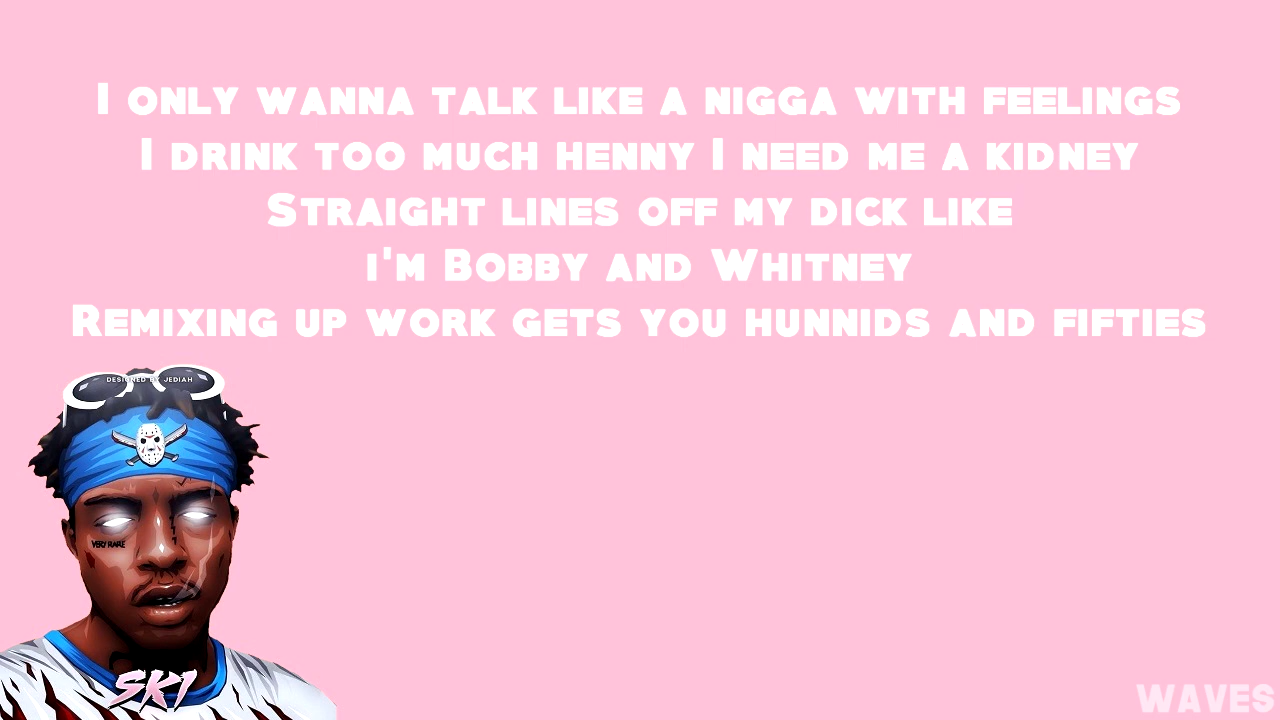 I only wanna talk like a nigga with feelings
I drink too much Henny I need me a kidney
Straight lines off my dick like
i'm Bobby and Whitney
Remixing up work gets you hunnids and fifties
DESIGNED BY JEDIAH
VERY RARE
SKI
WAVES